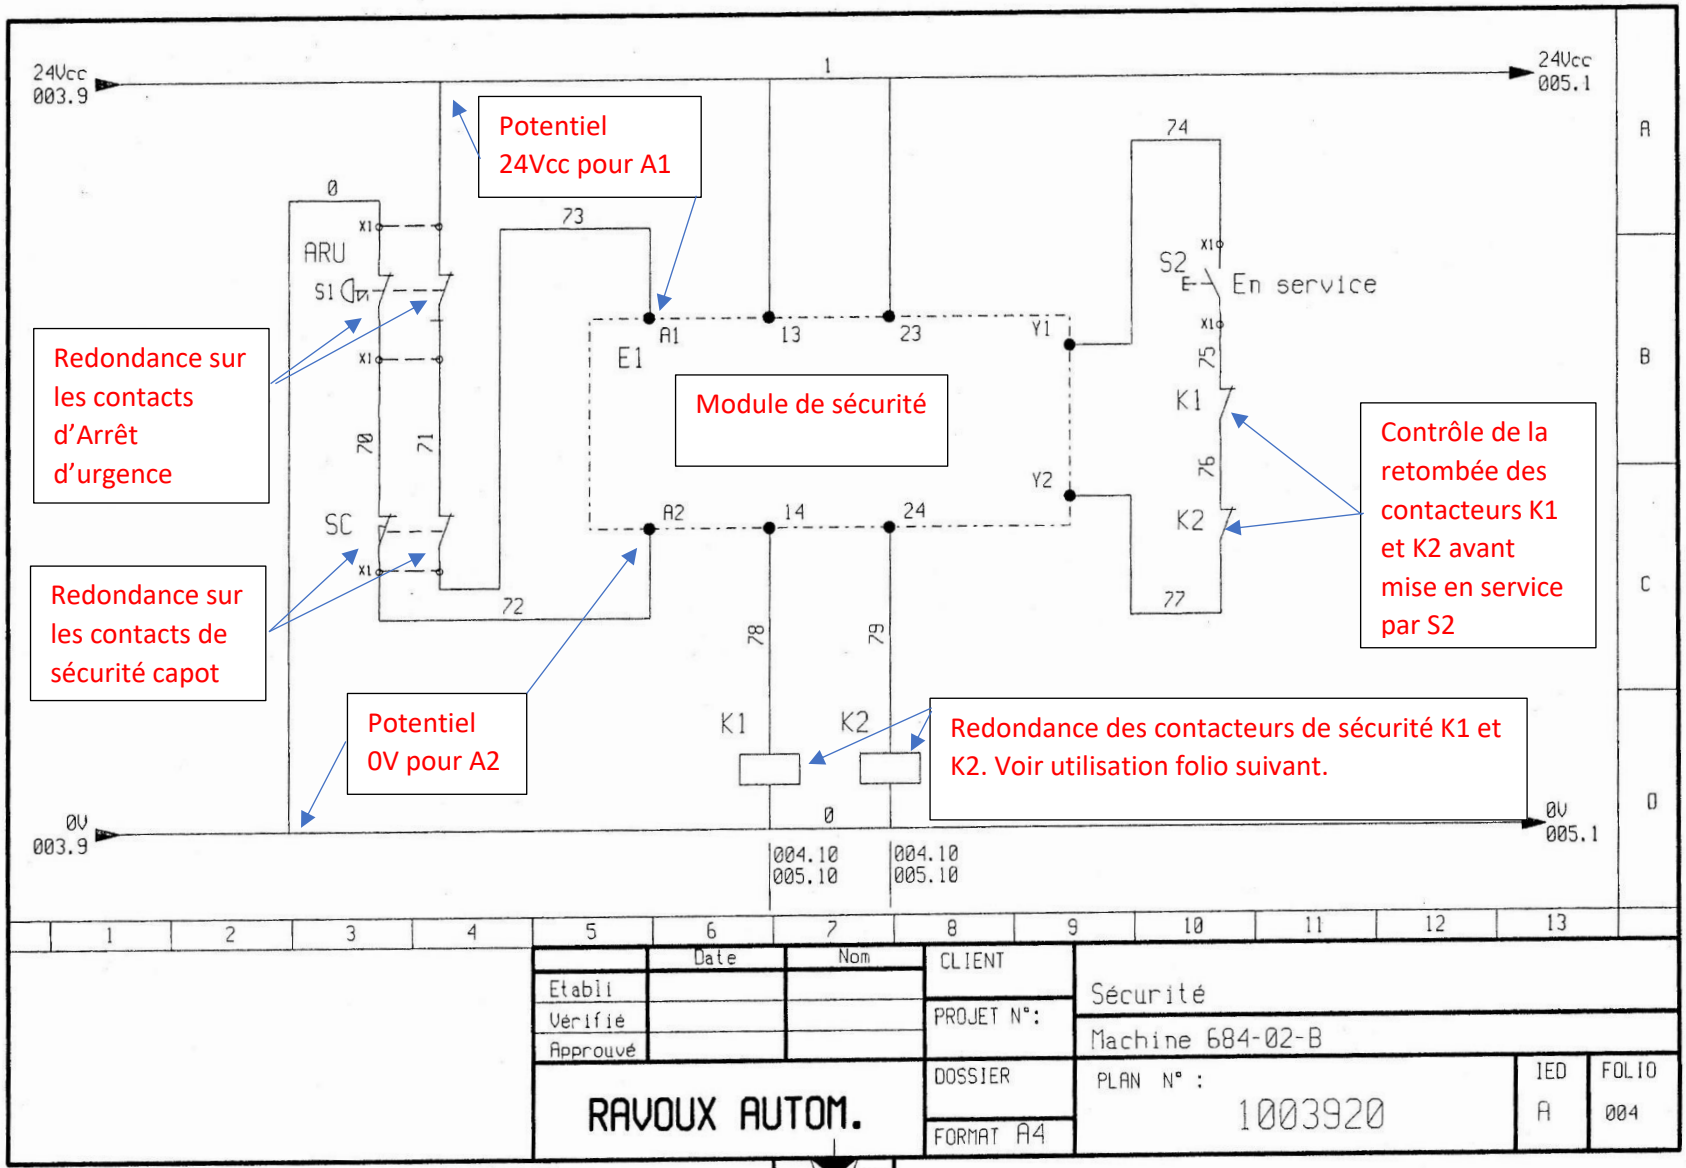 24Vcc
003.9
1
24Vcc
005.1
A
B
C
D
Potentiel
24Vcc pour A1
0
X1
ARU
S1
X1
73
74
A1
13
23
Y1
E1
Module de sécurité
X1
S2
En service
X1
75
K1
76
K2
77
Redondance sur
les contacts
d’Arrêt
d’urgence
70
71
SC
X1
72
Redondance sur
les contacts de
sécurité capot
A2
14
24
Y2
Contrôle de la
retombée des
contacteurs K1
et K2 avant
mise en service
par S2
78
79
K1
K2
Potentiel
0V pour A2
Redondance des contacteurs de sécurité K1 et
K2. Voir utilisation folio suivant.
0V
003.9
0
0V
005.1
004.10
005.10
004.10
005.10
1 2 3 4 5 6 7 8 9 10 11 12 13
Date Nom
Etabli
Vérifié
Approuvé
RAVOUX AUTOM.
CLIENT
PROJET N°:
DOSSIER
FORMAT A4
Sécurité
Machine 684-02-B
PLAN N° :
1003920
IED
A
FOLIO
004